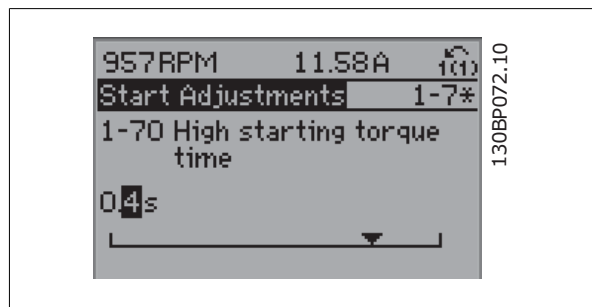 957RPM 11.58A 1(1)
Start Adjustments 1-7*
1-70 High starting torque
time
0.4s
130BP072.10